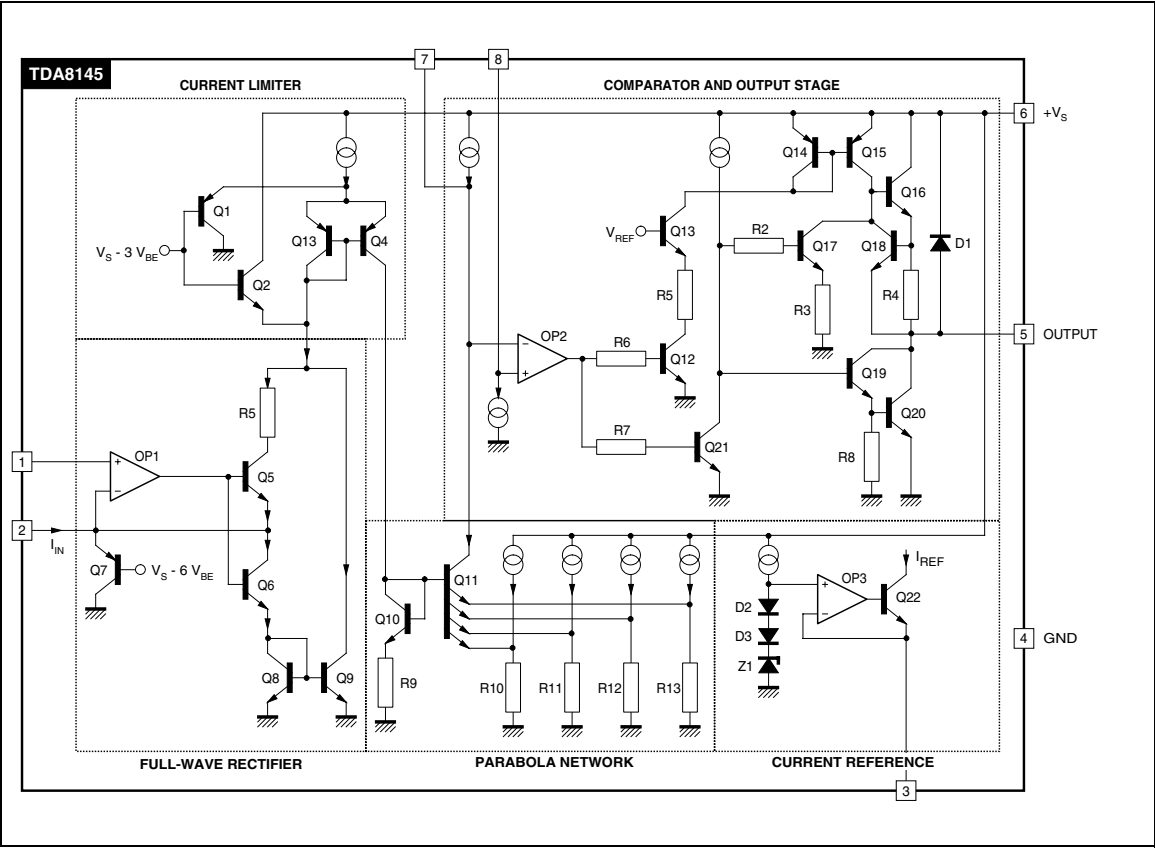 TDA8145
7
8
CURRENT LIMITER
COMPARATOR AND OUTPUT STAGE
6
+VS
Q14
Q15
Q16
Q1
VS - 3 VBE
Q13
Q4
VREF
Q13
R2
Q17
Q18
D1
Q2
R5
R3
R4
OP2
R6
Q12
5
OUTPUT
Q19
Q20
R5
R7
Q21
R8
1
OP1
Q5
2
IIN
Q7
VS - 6 VBE
Q6
Q11
IREF
OP3
Q22
D2
D3
Z1
Q10
4
GND
Q8
Q9
R9
R10
R11
R12
R13
FULL-WAVE RECTIFIER
PARABOLA NETWORK
CURRENT REFERENCE
3
+
−
−
+
+
−